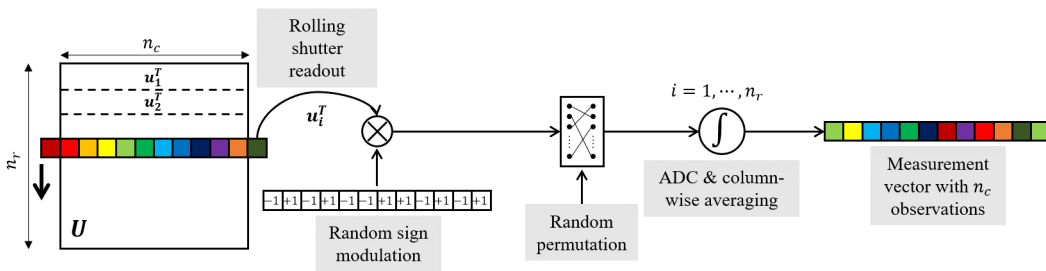 n_c
u_1^T
u_2^T
n_r
U
Rolling
shutter
readout
u_i^T
−1 +1 −1 +1 −1 −1 +1 +1 −1 +1 −1 +1
Random sign
modulation
Random
permutation
i = 1, ⋯, n_r
∫
ADC & column-
wise averaging
Measurement
vector with n_c
observations